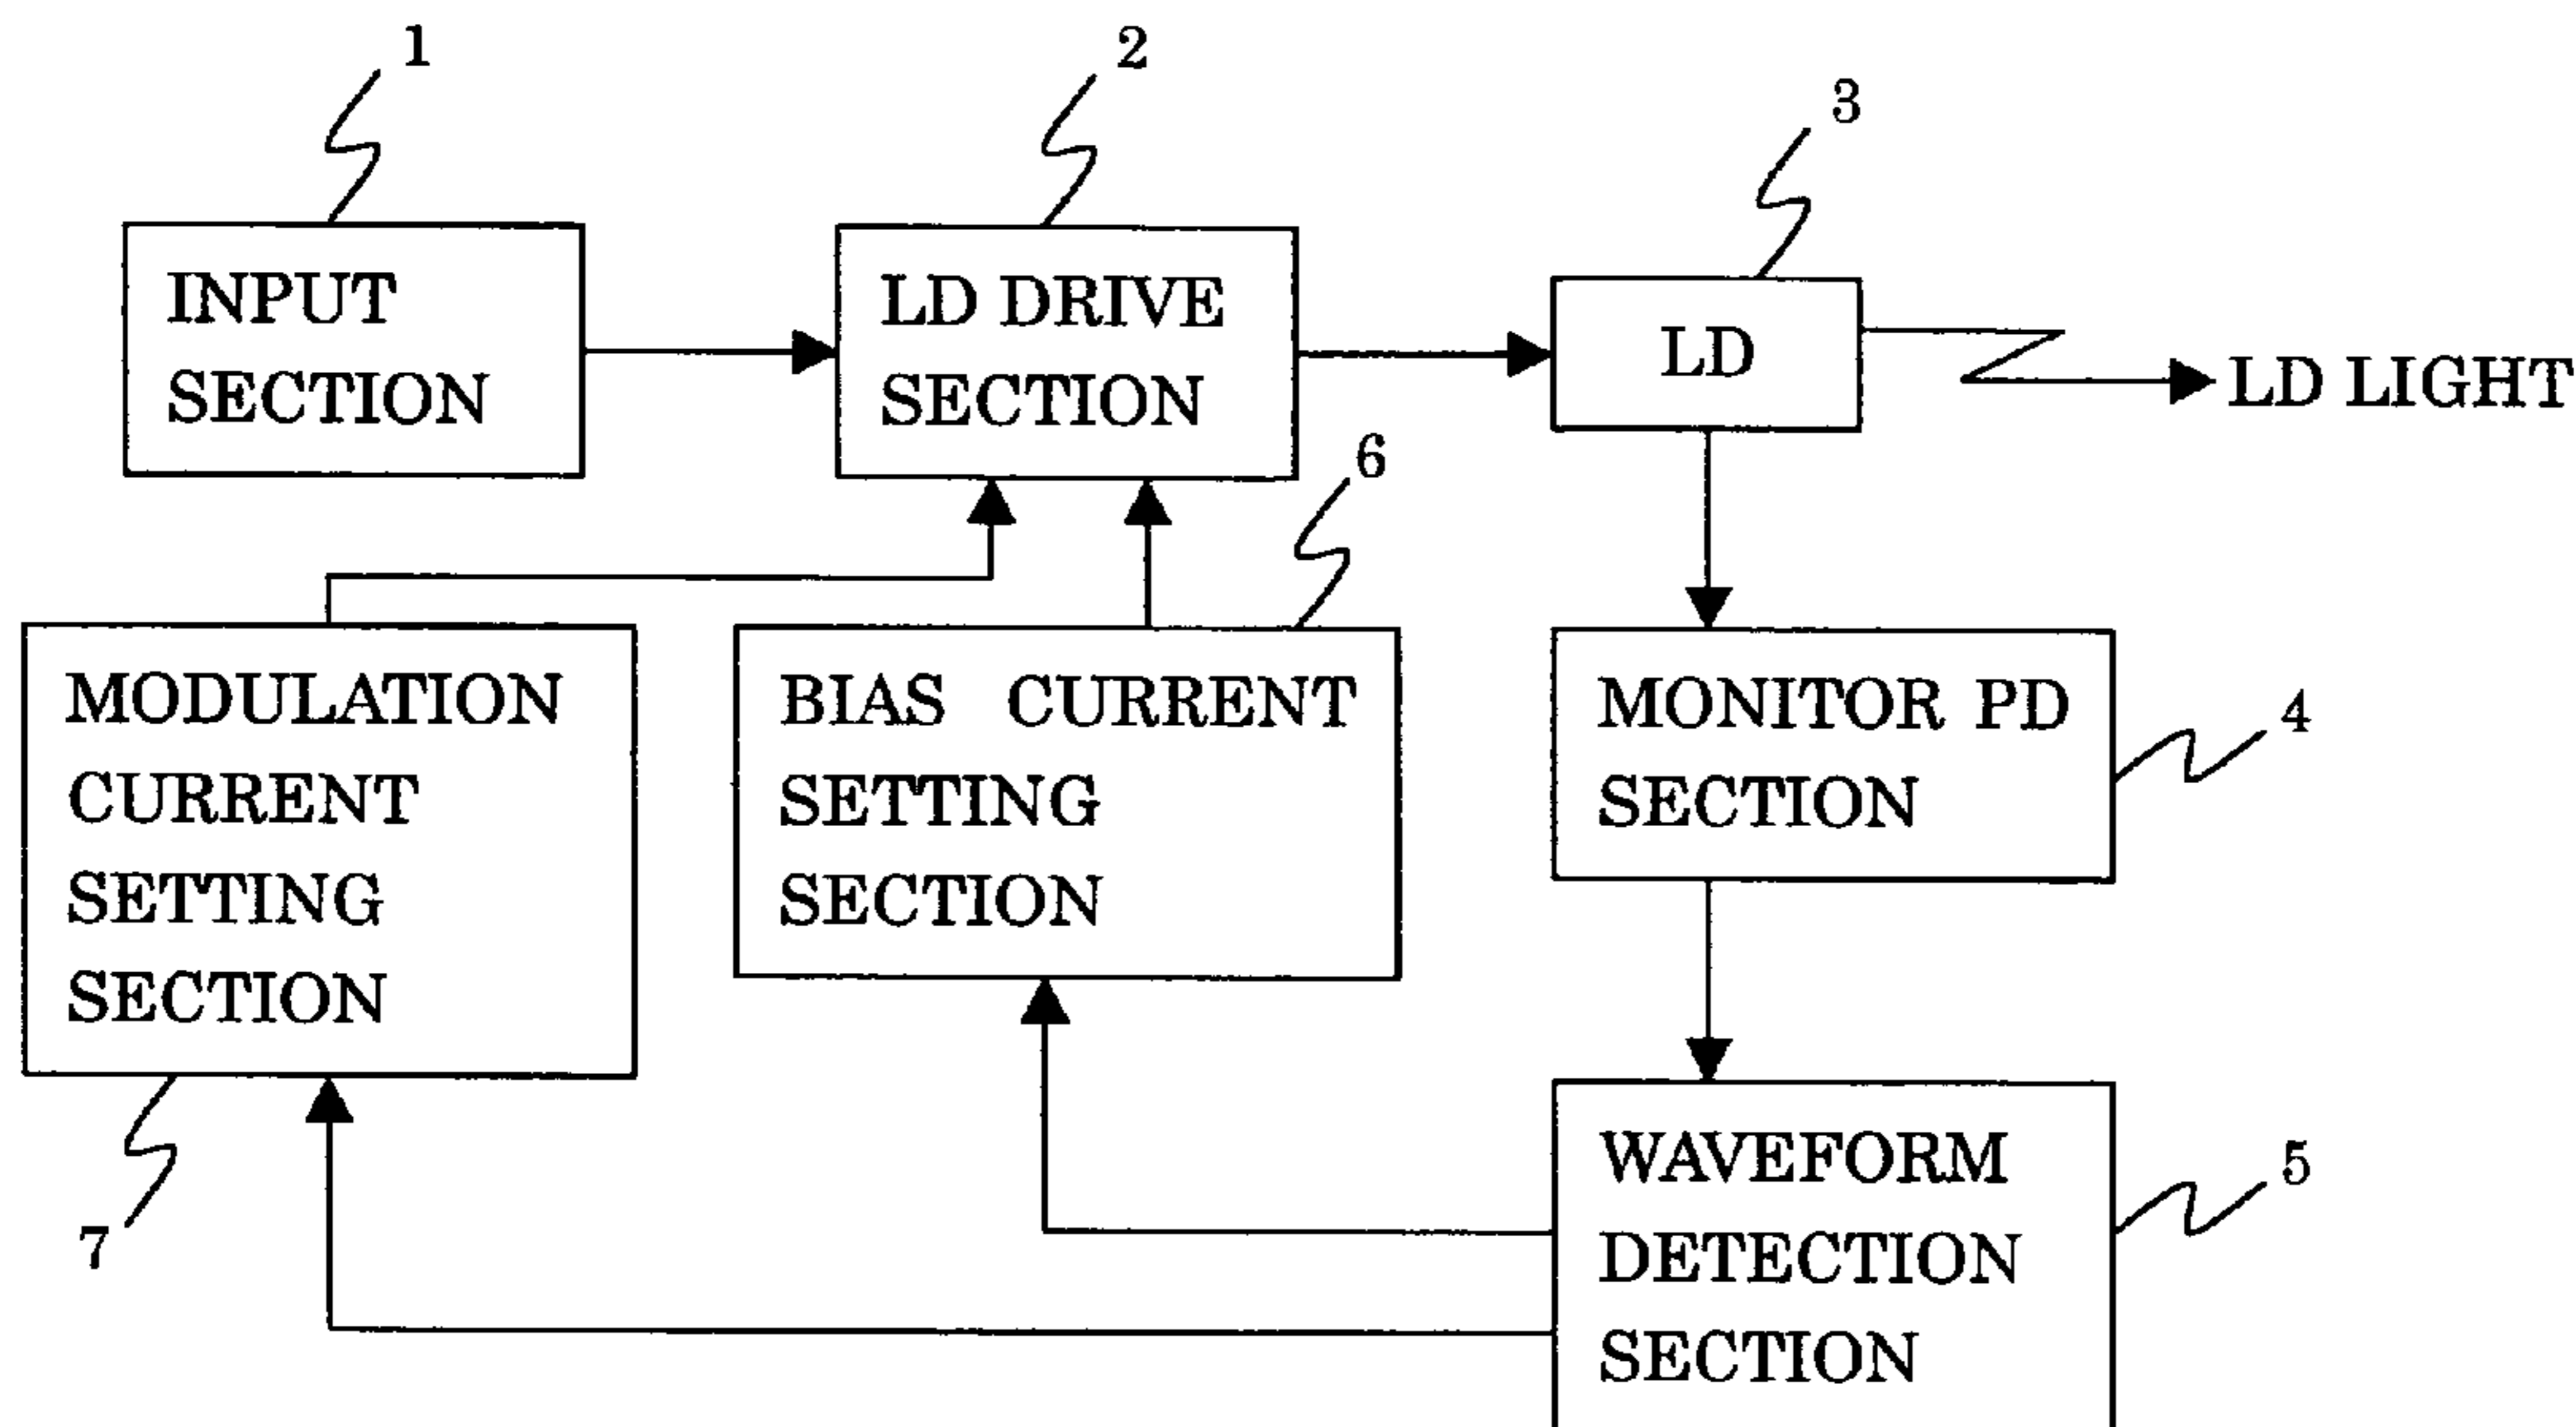 1
2
3
INPUT
SECTION
LD DRIVE
SECTION
LD
LD LIGHT
6
MODULATION
CURRENT
SETTING
SECTION
BIAS CURRENT
SETTING
SECTION
MONITOR PD
SECTION
4
7
WAVEFORM
DETECTION
SECTION
5